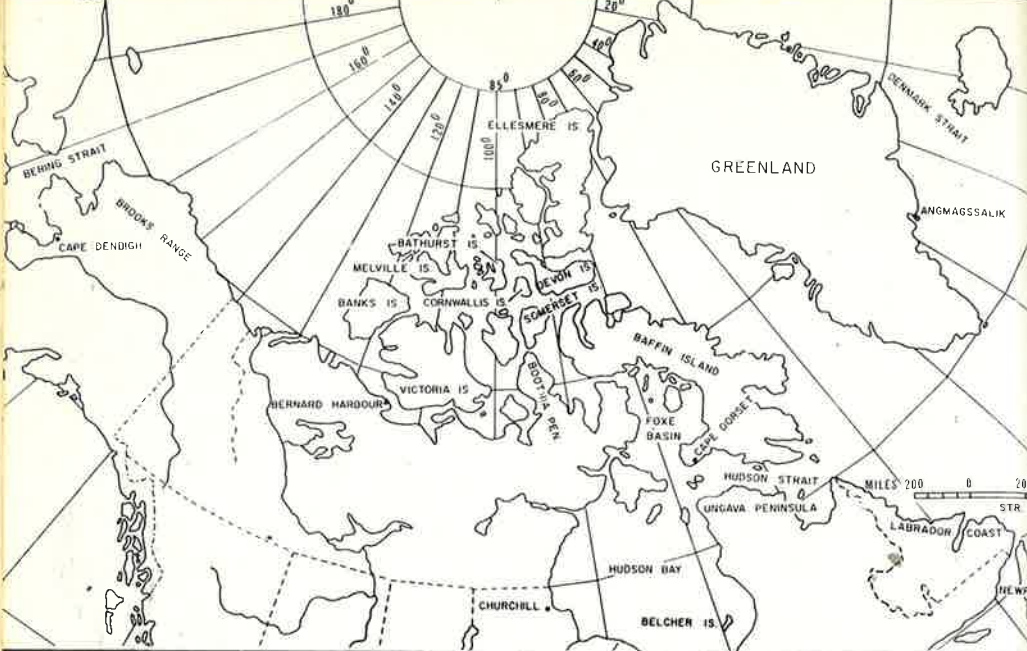 180°
160°
140°
120°
100°
85°
80°
60°
40°
20°
BERING STRAIT
BROOKS RANGE
CAPE DENDIGH
ELLESMERE IS.
GREENLAND
DENMARK STRAIT
ANGMAGSSALIK
BATHURST IS.
MELVILLE IS.
BANKS IS.
CORNWALLIS IS.
DEVON IS.
SOMERSET IS.
BAFFIN ISLAND
BERNARD HARBOUR
VICTORIA IS.
BOOTHIA PEN.
FOXE
BASIN
CAPE DORSET
HUDSON STRAIT
UNGAVA PENINSULA
MILES 200 0 20
STR
LABRADOR COAST
HUDSON BAY
CHURCHILL
BELCHER IS.
NEWF